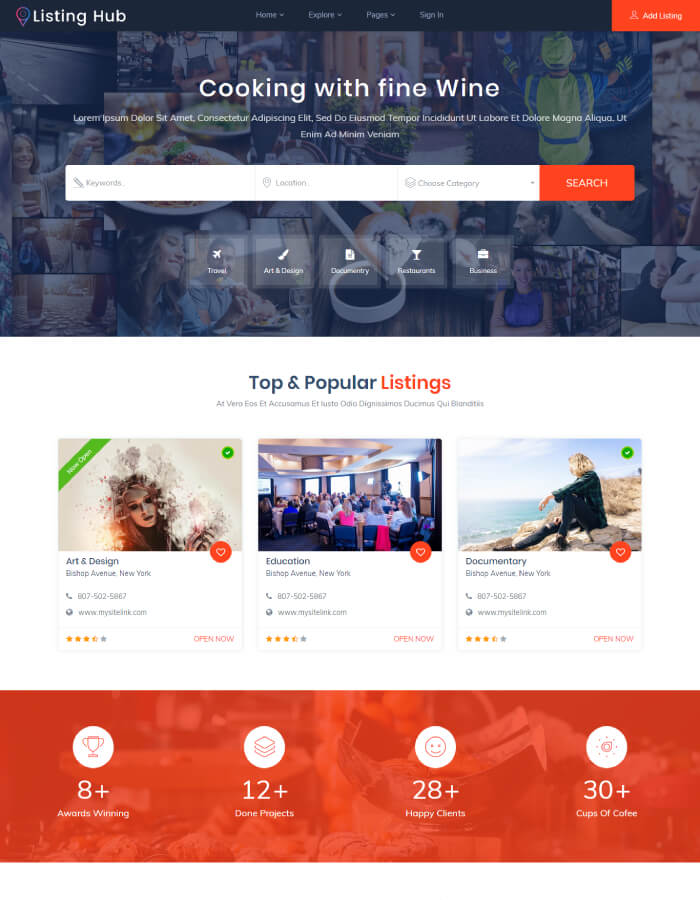 Listing Hub
Home
Explore
Pages
Sign In
Add Listing
Cooking with fine Wine
Lorem Ipsum Dolor Sit Amet, Consectetur Adipiscing Elit, Sed Do Eiusmod Tempor Incididunt Ut Labore Et Dolore Magna Aliqua. Ut
Enim Ad Minim Veniam
Keywords..
Location..
Choose Category
SEARCH
Travel
Art & Design
Documentry
Restaurants
Business
Top & Popular Listings
At Vero Eos Et Accusamus Et Iusto Odio Dignissimos Ducimus Qui Blanditiis
Now Open
Art & Design
Bishop Avenue, New York
807-502-5867
www.mysitelink.com
OPEN NOW
Education
Bishop Avenue, New York
807-502-5867
www.mysitelink.com
OPEN NOW
Documentary
Bishop Avenue, New York
807-502-5867
www.mysitelink.com
OPEN NOW
8+
Awards Winning
12+
Done Projects
28+
Happy Clients
30+
Cups Of Cofee